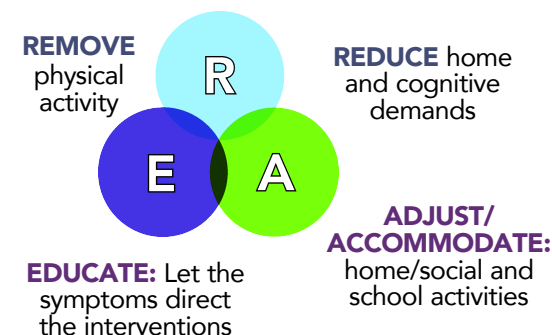 REMOVE
physical
activity
R
REDUCE home
and cognitive
demands
E
A
ADJUST/
ACCOMMODATE:
home/social and
school activities
EDUCATE: Let the
symptoms direct
the interventions